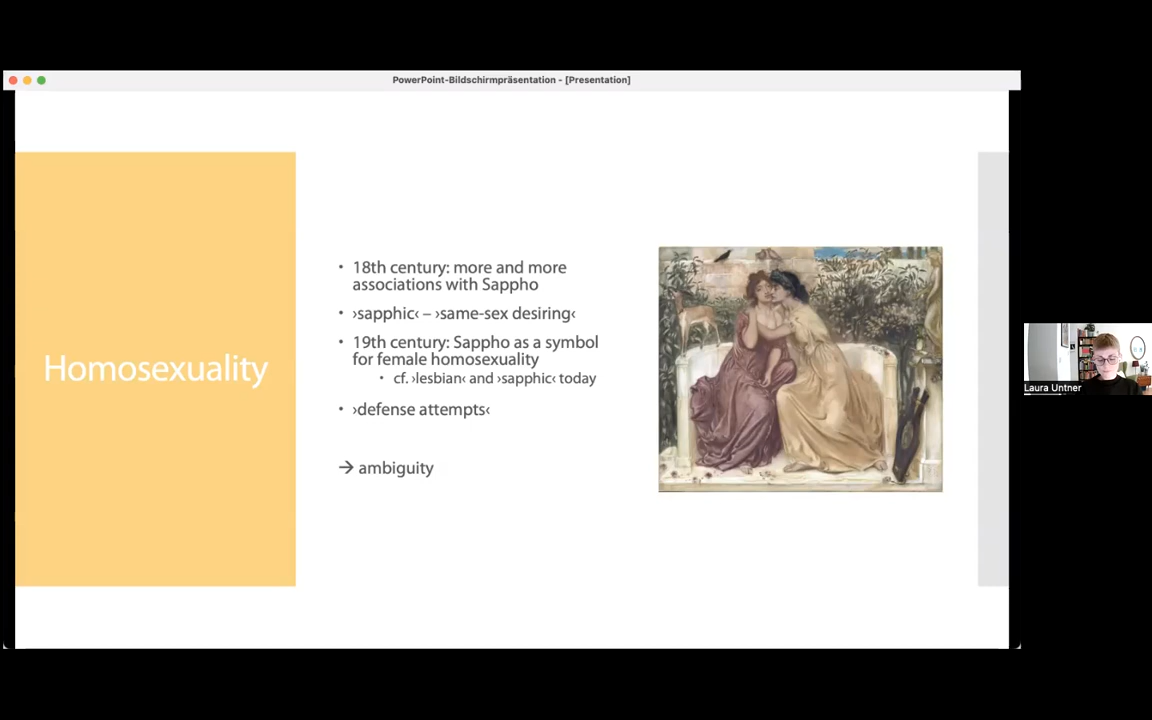 PowerPoint-Bildschirmpräsentation - [Presentation]
Homosexuality
• 18th century: more and more
associations with Sappho
• ›sapphic‹ – ›same-sex desiring‹
• 19th century: Sappho as a symbol
for female homosexuality
• cf. ›lesbian‹ and ›sapphic‹ today
• ›defense attempts‹
→ ambiguity
Laura Untner